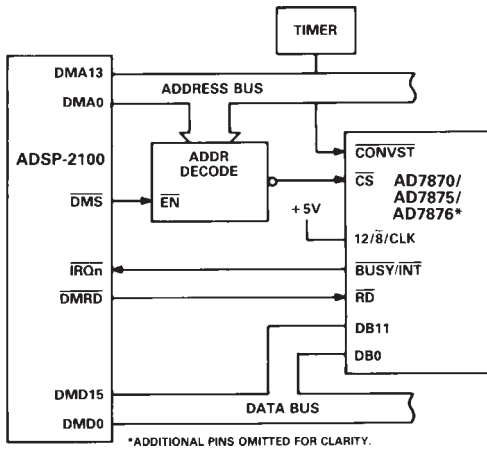 TIMER
DMA13
ADDRESS BUS
DMA0
ADSP-2100
ADDR
DECODE
CONVST
CS
AD7870/
AD7875/
AD7876*
DMS
EN
+5V
12/8/CLK
IRQn
BUSY/INT
DMRD
RD
DB11
DB0
DMD15
DATA BUS
DMD0
*ADDITIONAL PINS OMITTED FOR CLARITY.